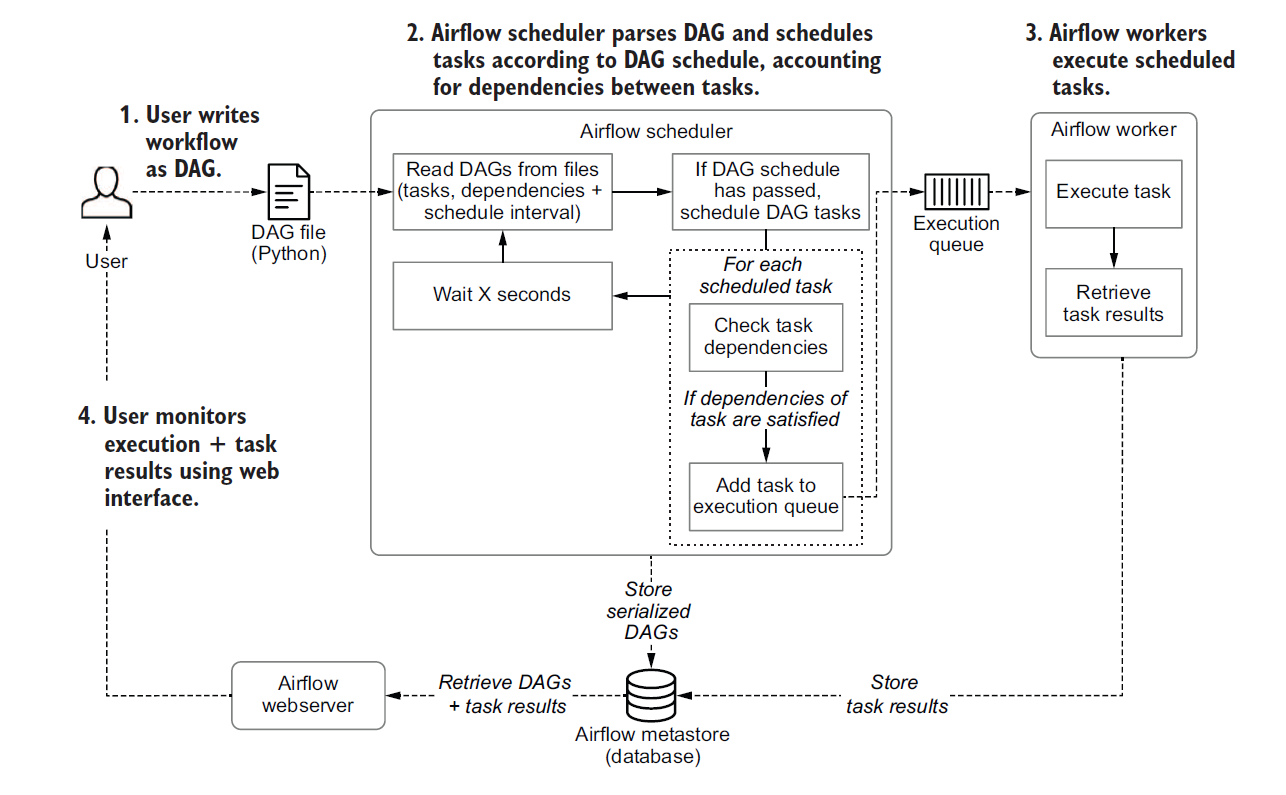 2. Airflow scheduler parses DAG and schedules
tasks according to DAG schedule, accounting
for dependencies between tasks.
3. Airflow workers
execute scheduled
tasks.
1. User writes
workflow
as DAG.
User
DAG file
(Python)
Airflow scheduler
Read DAGs from files
(tasks, dependencies +
schedule interval)
If DAG schedule
has passed,
schedule DAG tasks
Wait X seconds
For each
scheduled task
Check task
dependencies
If dependencies of
task are satisfied
Add task to
execution queue
Execution
queue
Airflow worker
Execute task
Retrieve
task results
4. User monitors
execution + task
results using web
interface.
Store
serialized
DAGs
Airflow
webserver
Retrieve DAGs
+ task results
Store
task results
Airflow metastore
(database)